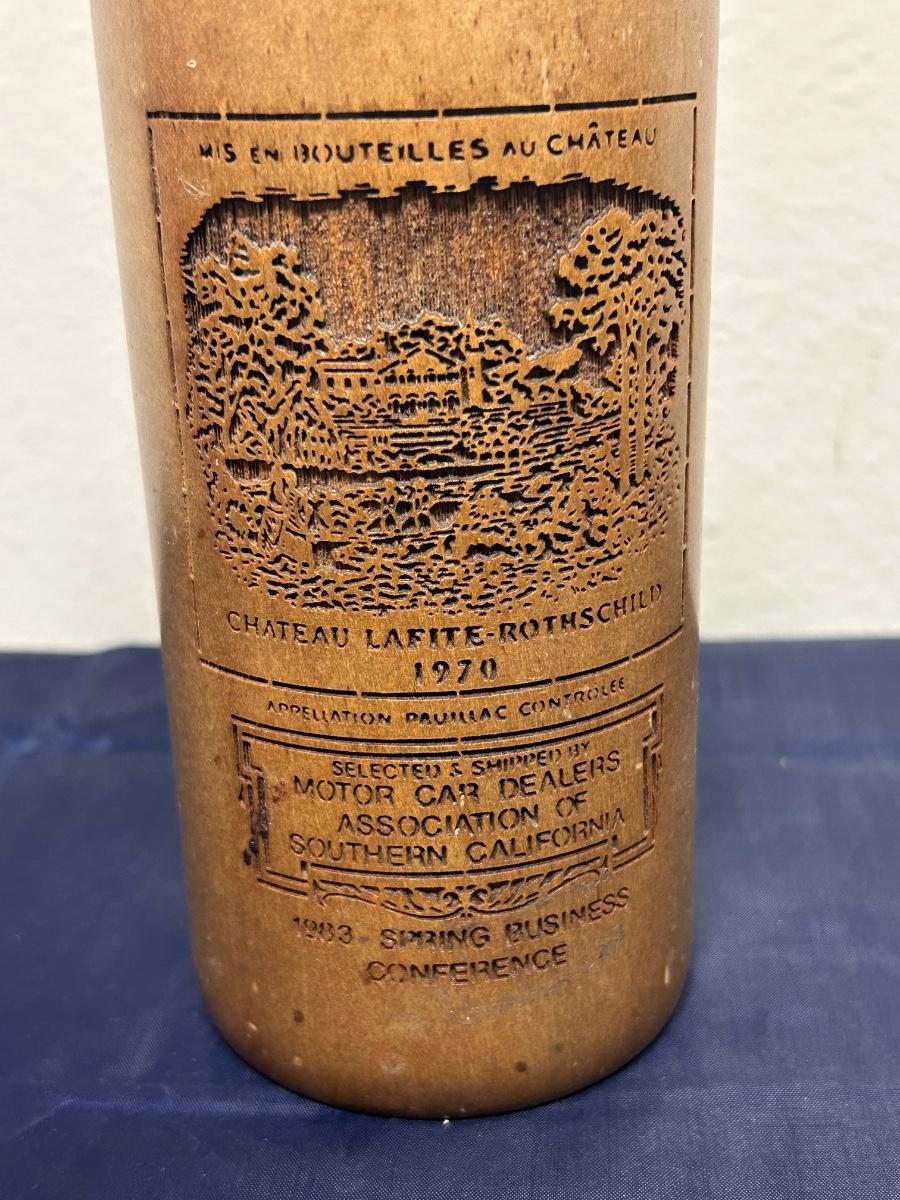 MIS EN BOUTEILLES AU CHÂTEAU
CHATEAU LAFITE-ROTHSCHILD
1970
APPELLATION PAUILLAC CONTROLEE
SELECTED & SHIPPED BY
MOTOR CAR DEALERS
ASSOCIATION OF
SOUTHERN CALIFORNIA
1983 SPRING BUSINESS
CONFERENCE